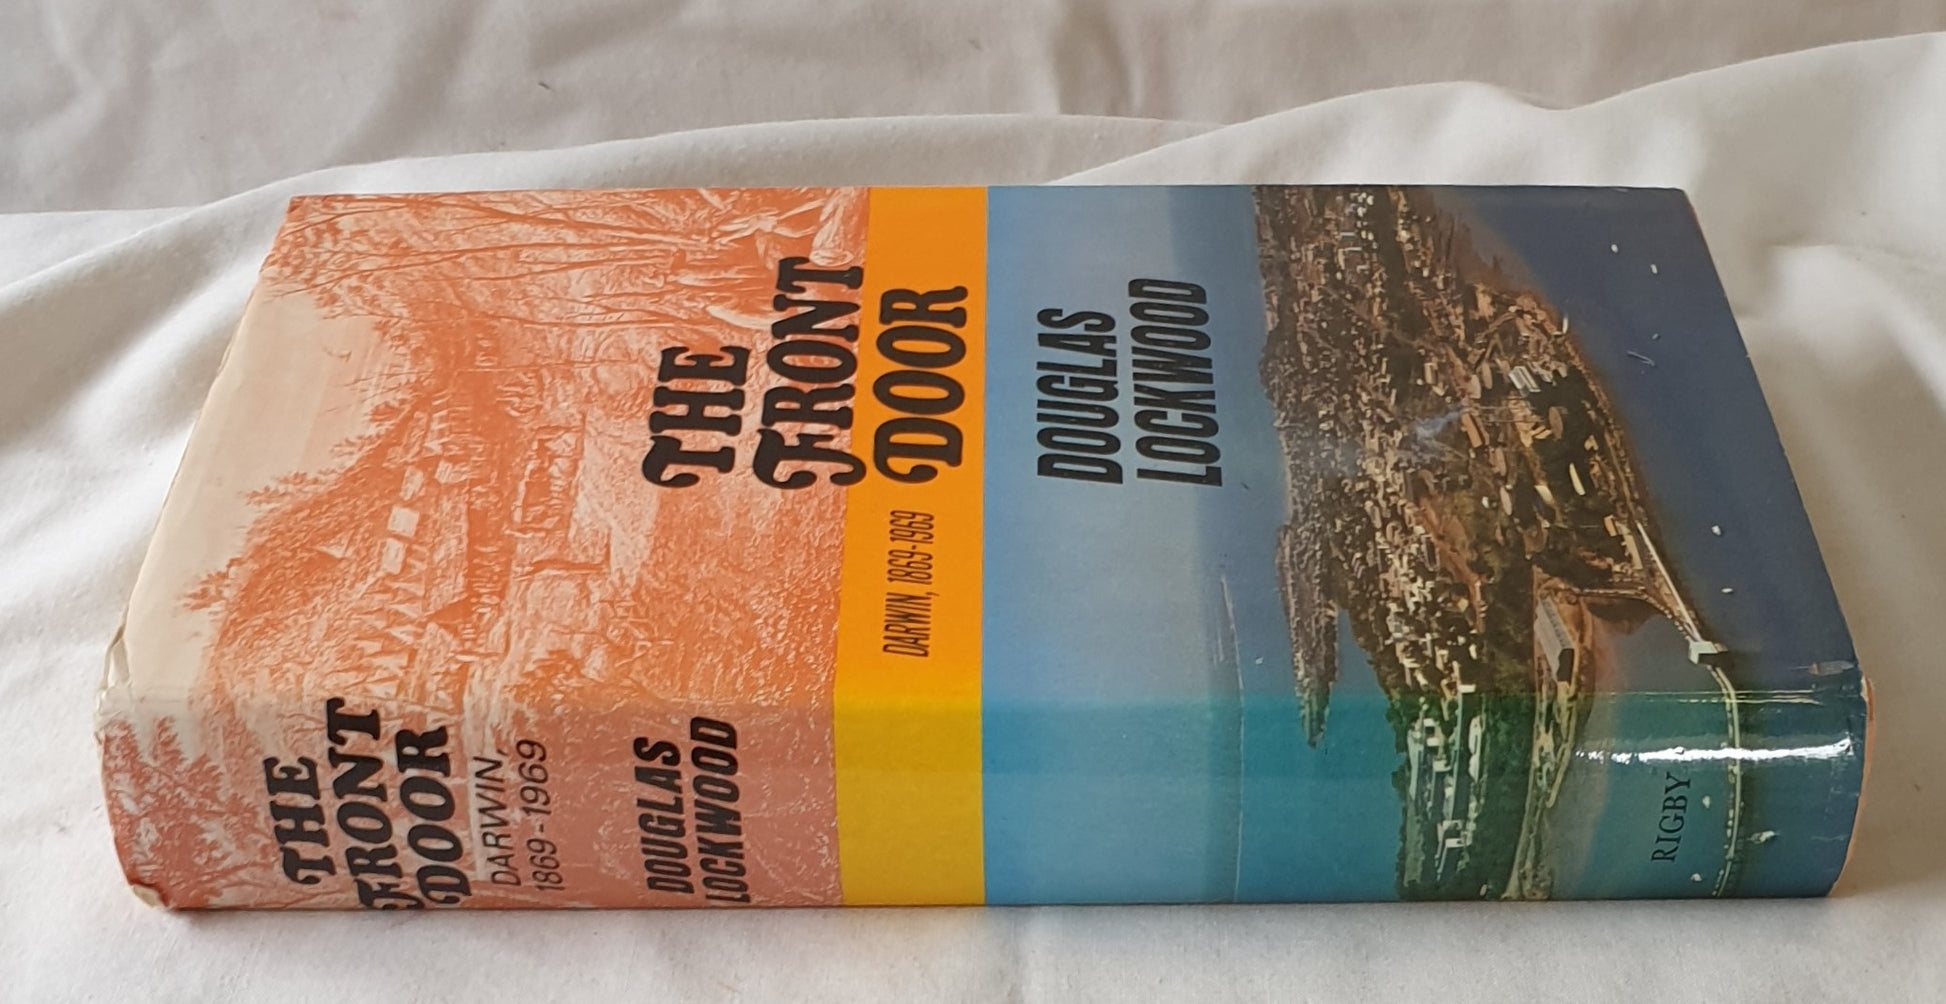 THE
FRONT
DOOR
DARWIN, 1869-1969
DOUGLAS
LOCKWOOD
THE
FRONT
DOOR
DARWIN,
1869-1969
DOUGLAS
LOCKWOOD
RIGBY